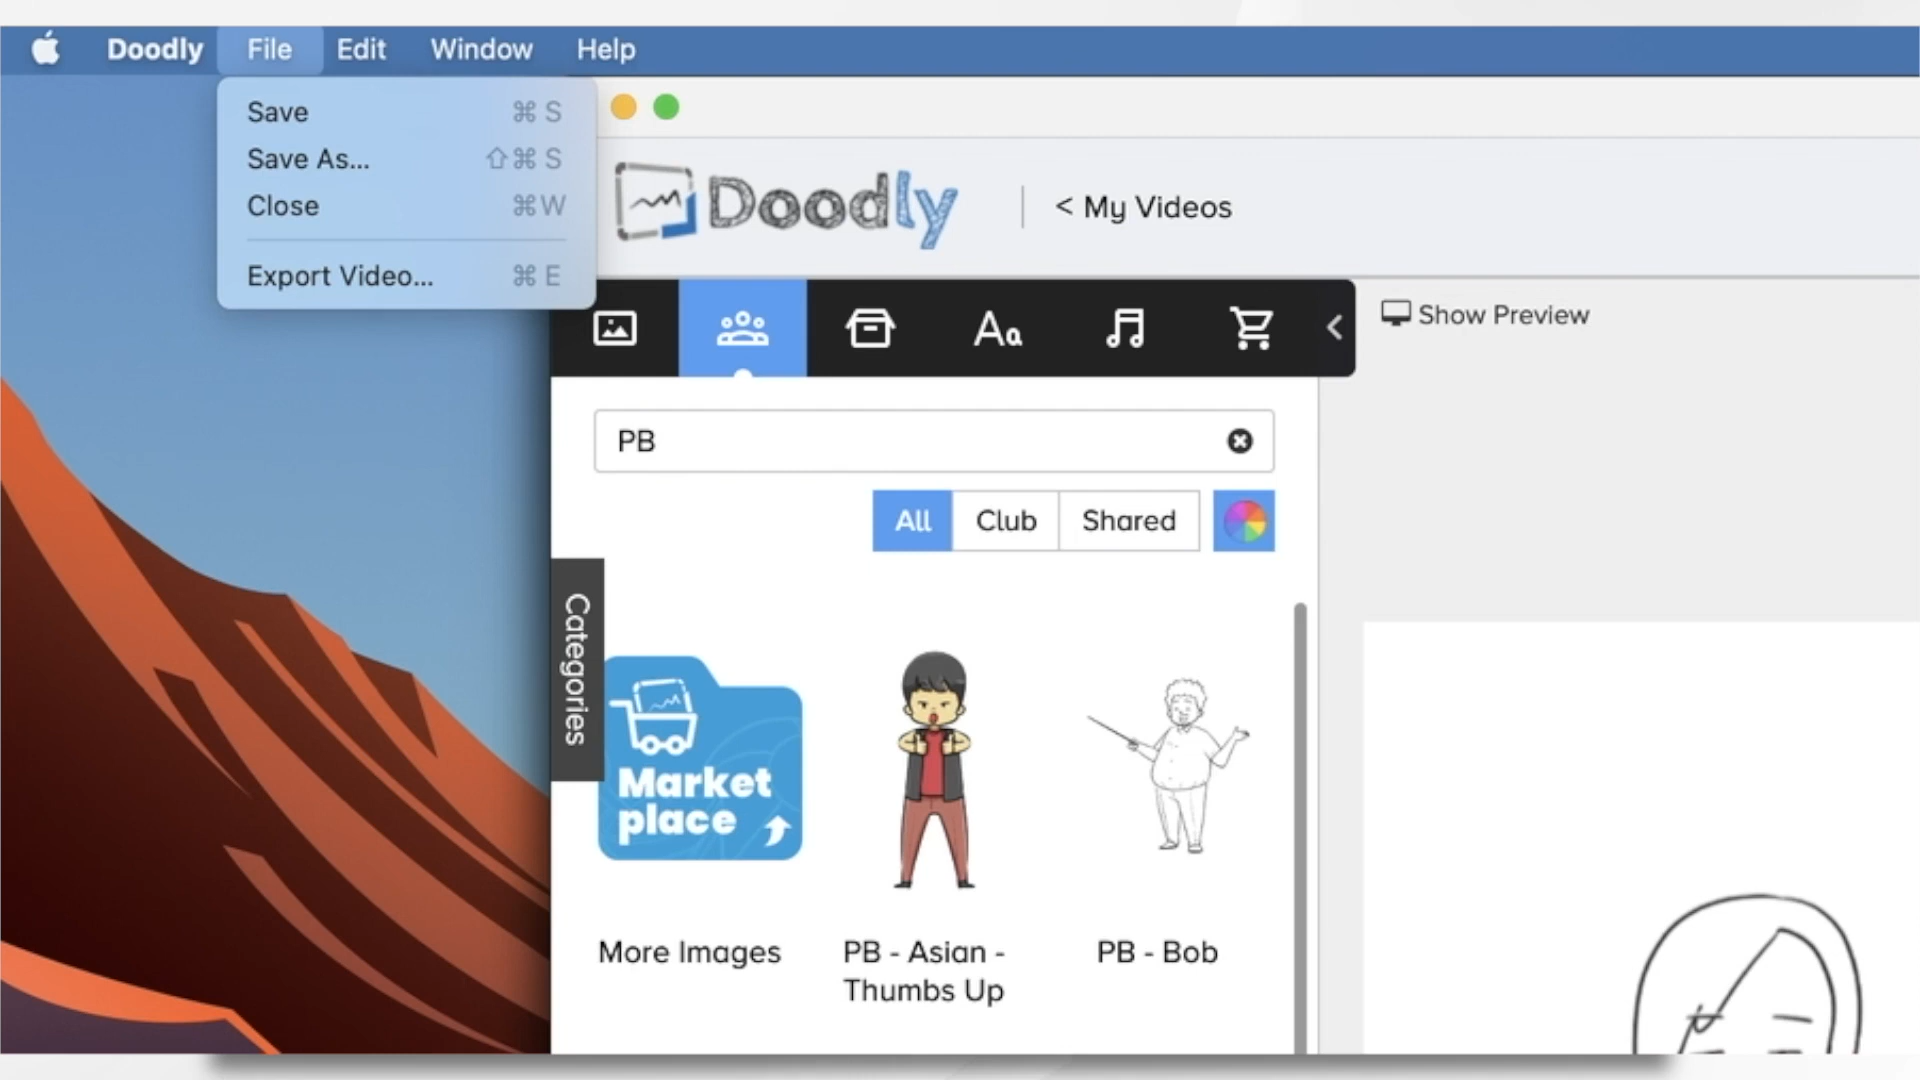 Doodly File Edit Window Help
Save ⌘ S
Save As... ⇧⌘ S
Close ⌘W
Export Video... ⌘ E
Doodly
< My Videos
Aa
Show Preview
PB
All Club Shared
Categories
Market
place
More Images
PB - Asian -
Thumbs Up
PB - Bob